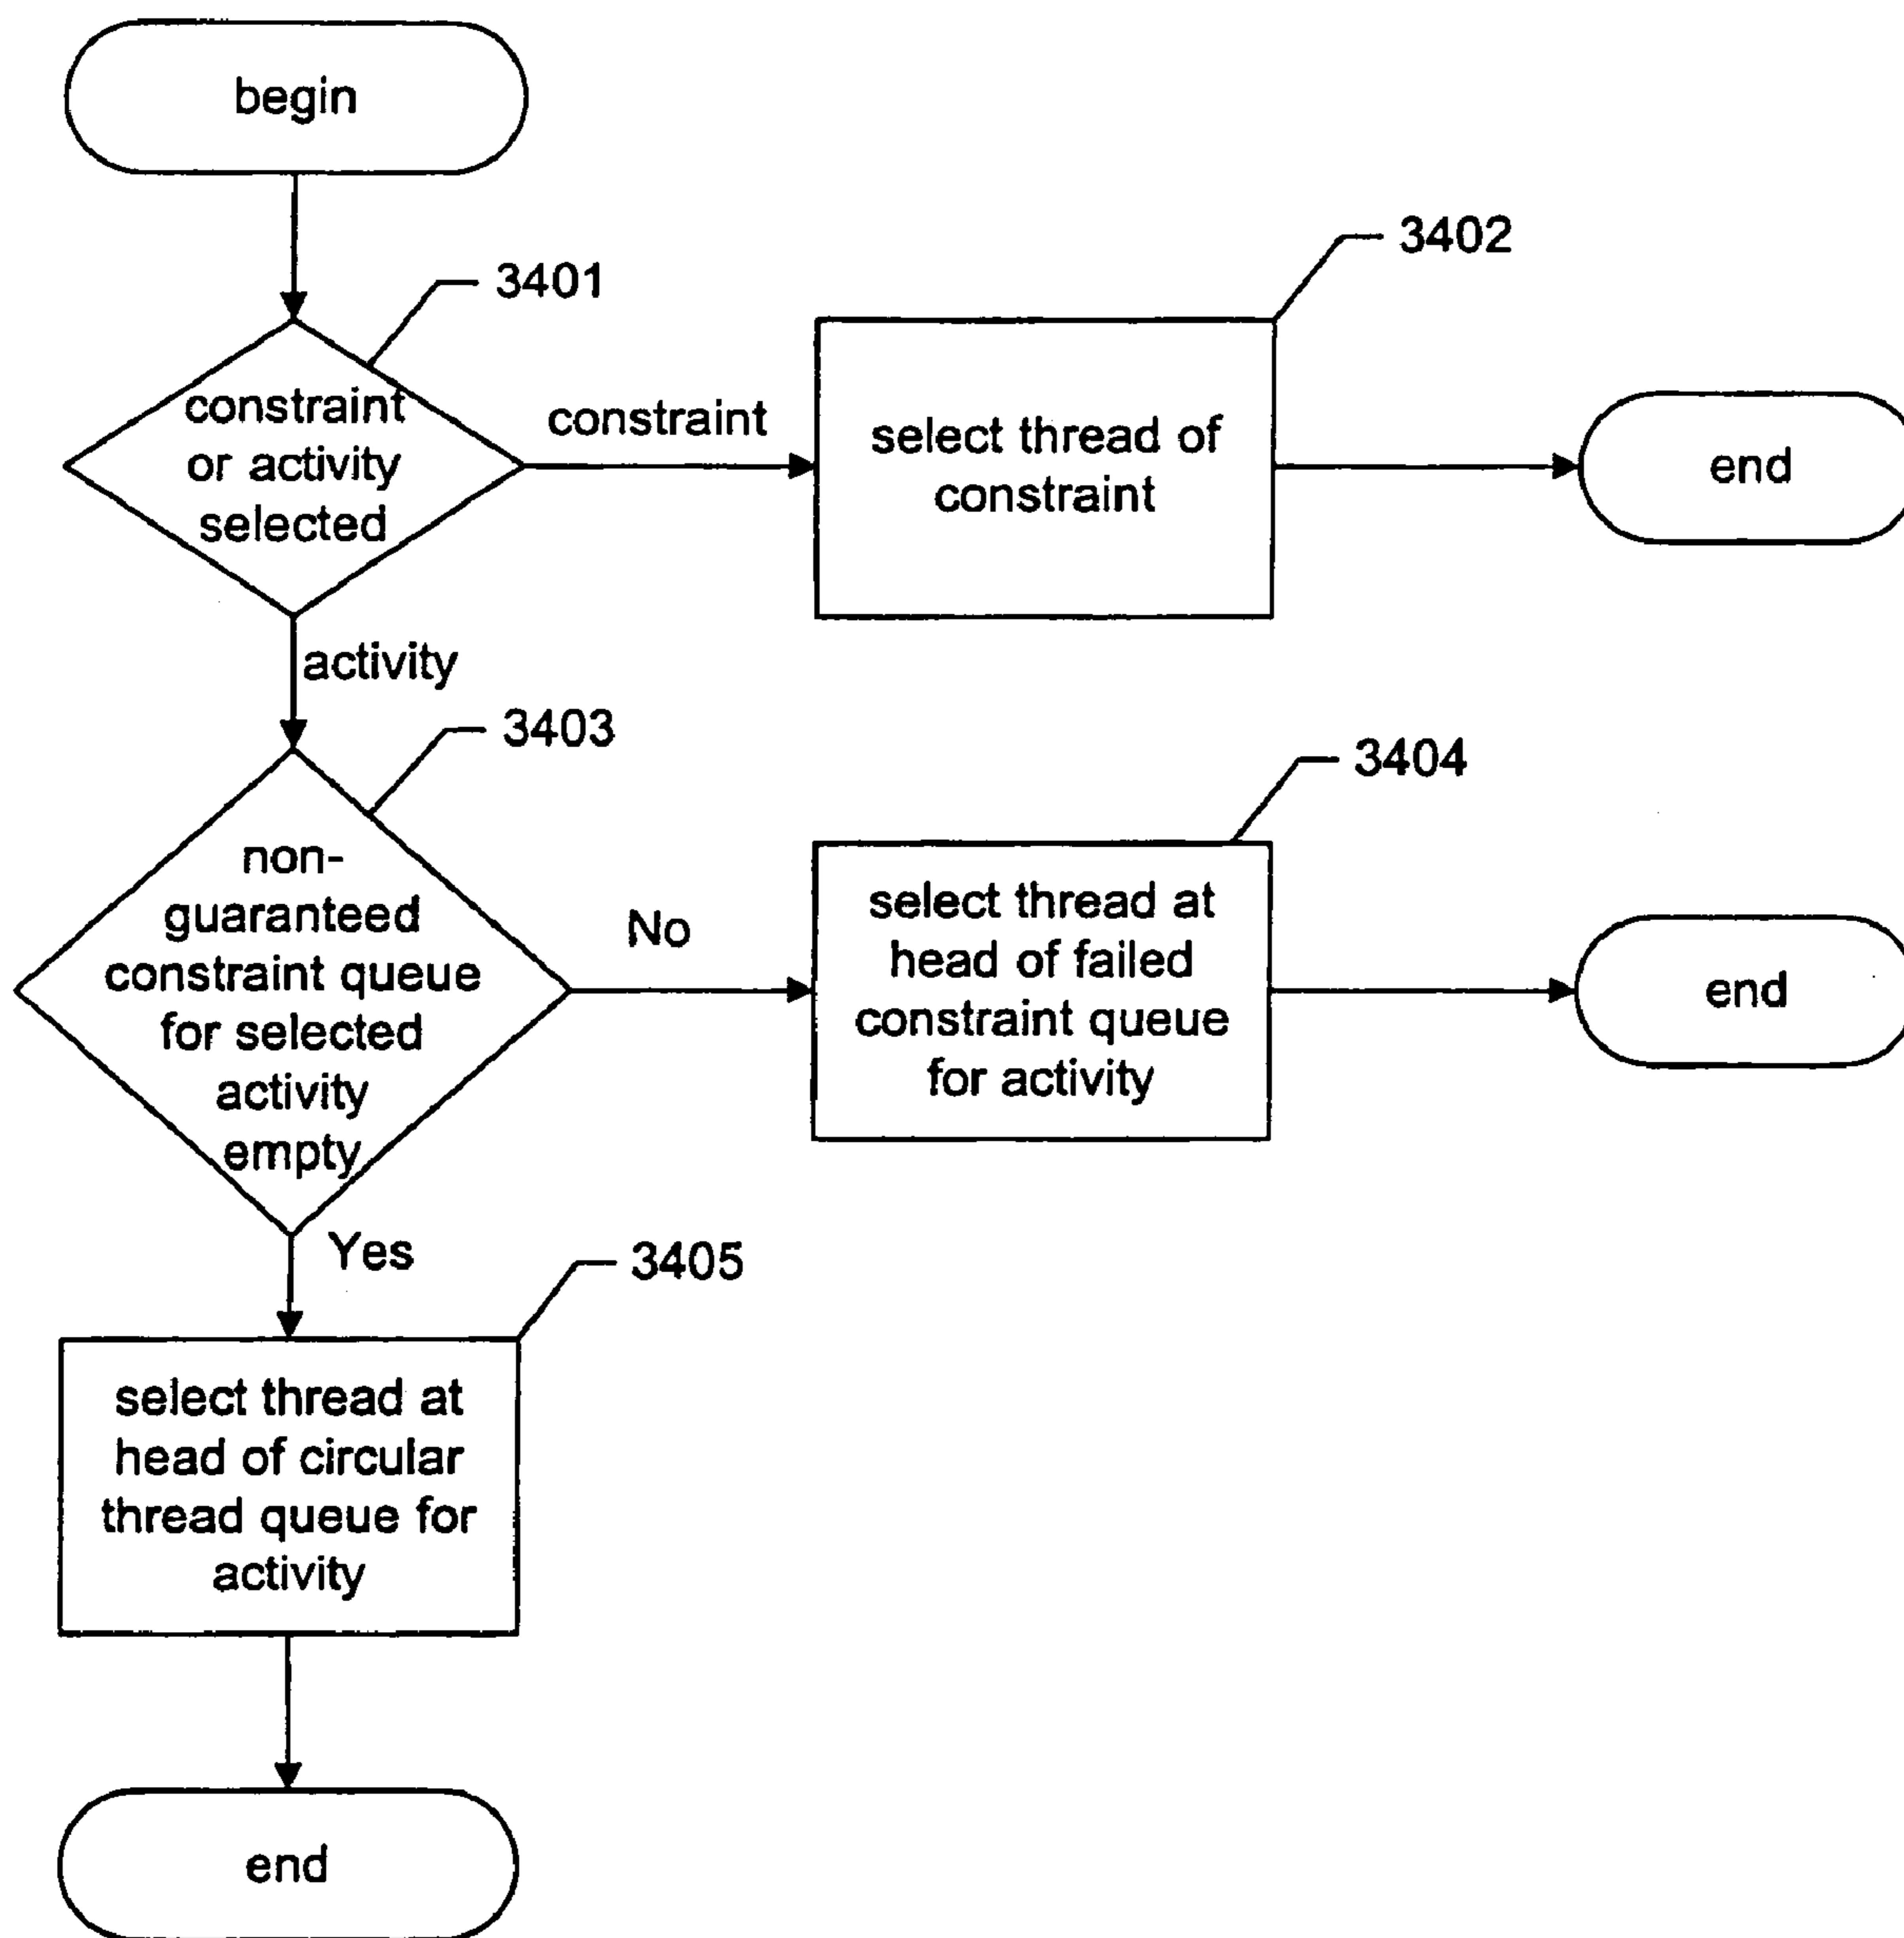 begin
3401
3402
constraint
or activity
selected
constraint
select thread of
constraint
end
activity
3403
3404
non-
guaranteed
constraint queue
for selected
activity
empty
No
select thread at
head of failed
constraint queue
for activity
end
Yes
3405
select thread at
head of circular
thread queue for
activity
end